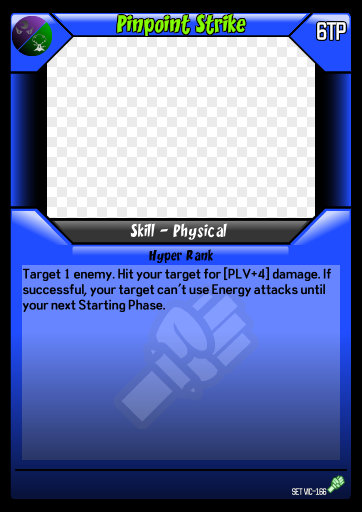 Pinpoint Strike
6TP
Skill - Physical
Hyper Rank
Target 1 enemy. Hit your target for [PLV+4] damage. If
successful, your target can't use Energy attacks until
your next Starting Phase.
SET VIC-166